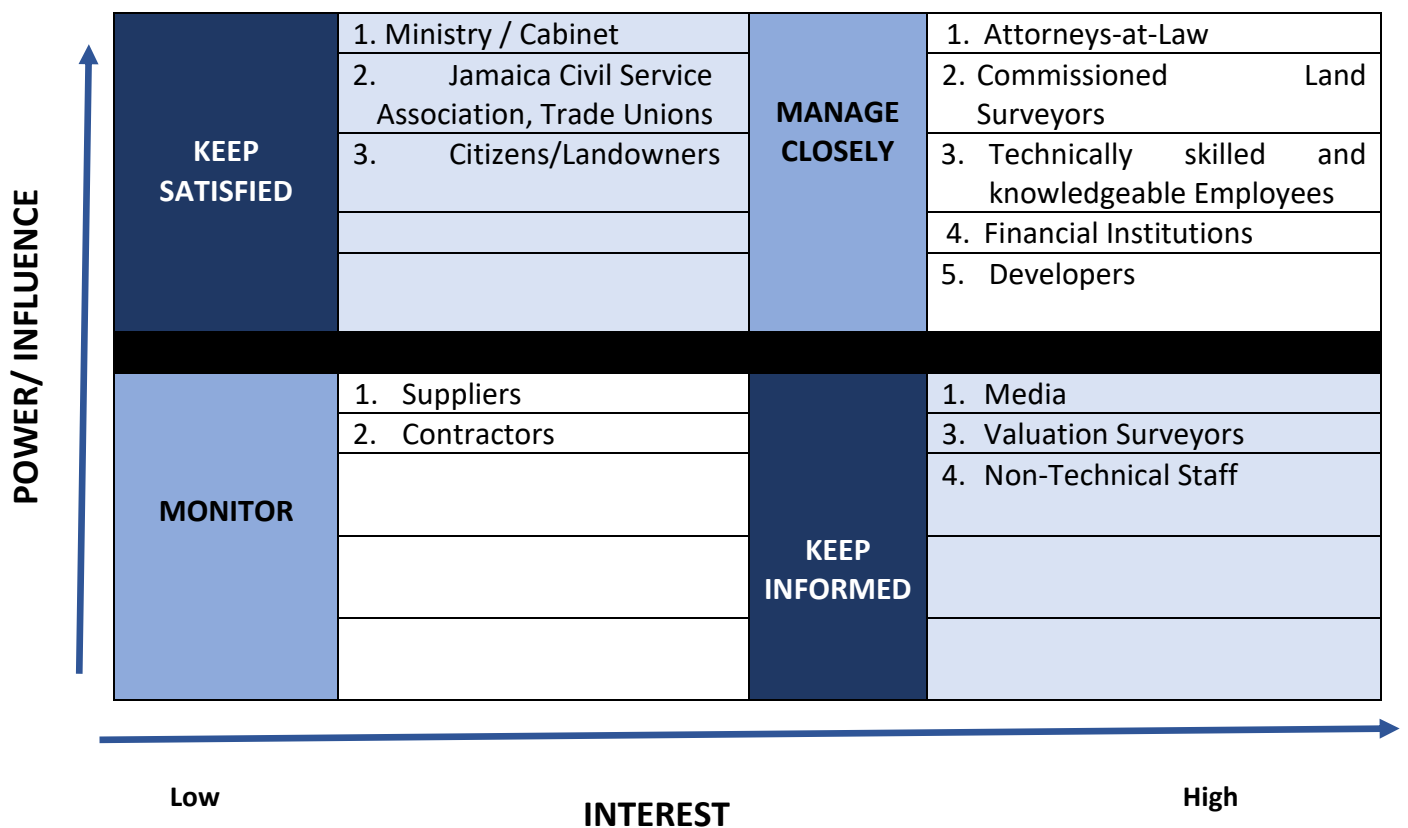 POWER/ INFLUENCE
KEEP
SATISFIED
1. Ministry / Cabinet
2. Jamaica Civil Service
Association, Trade Unions
3. Citizens/Landowners
MANAGE
CLOSELY
1. Attorneys-at-Law
2. Commissioned Land
Surveyors
3. Technically skilled and
knowledgeable Employees
4. Financial Institutions
5. Developers
MONITOR
1. Suppliers
2. Contractors
KEEP
INFORMED
1. Media
3. Valuation Surveyors
4. Non-Technical Staff
Low
INTEREST
High